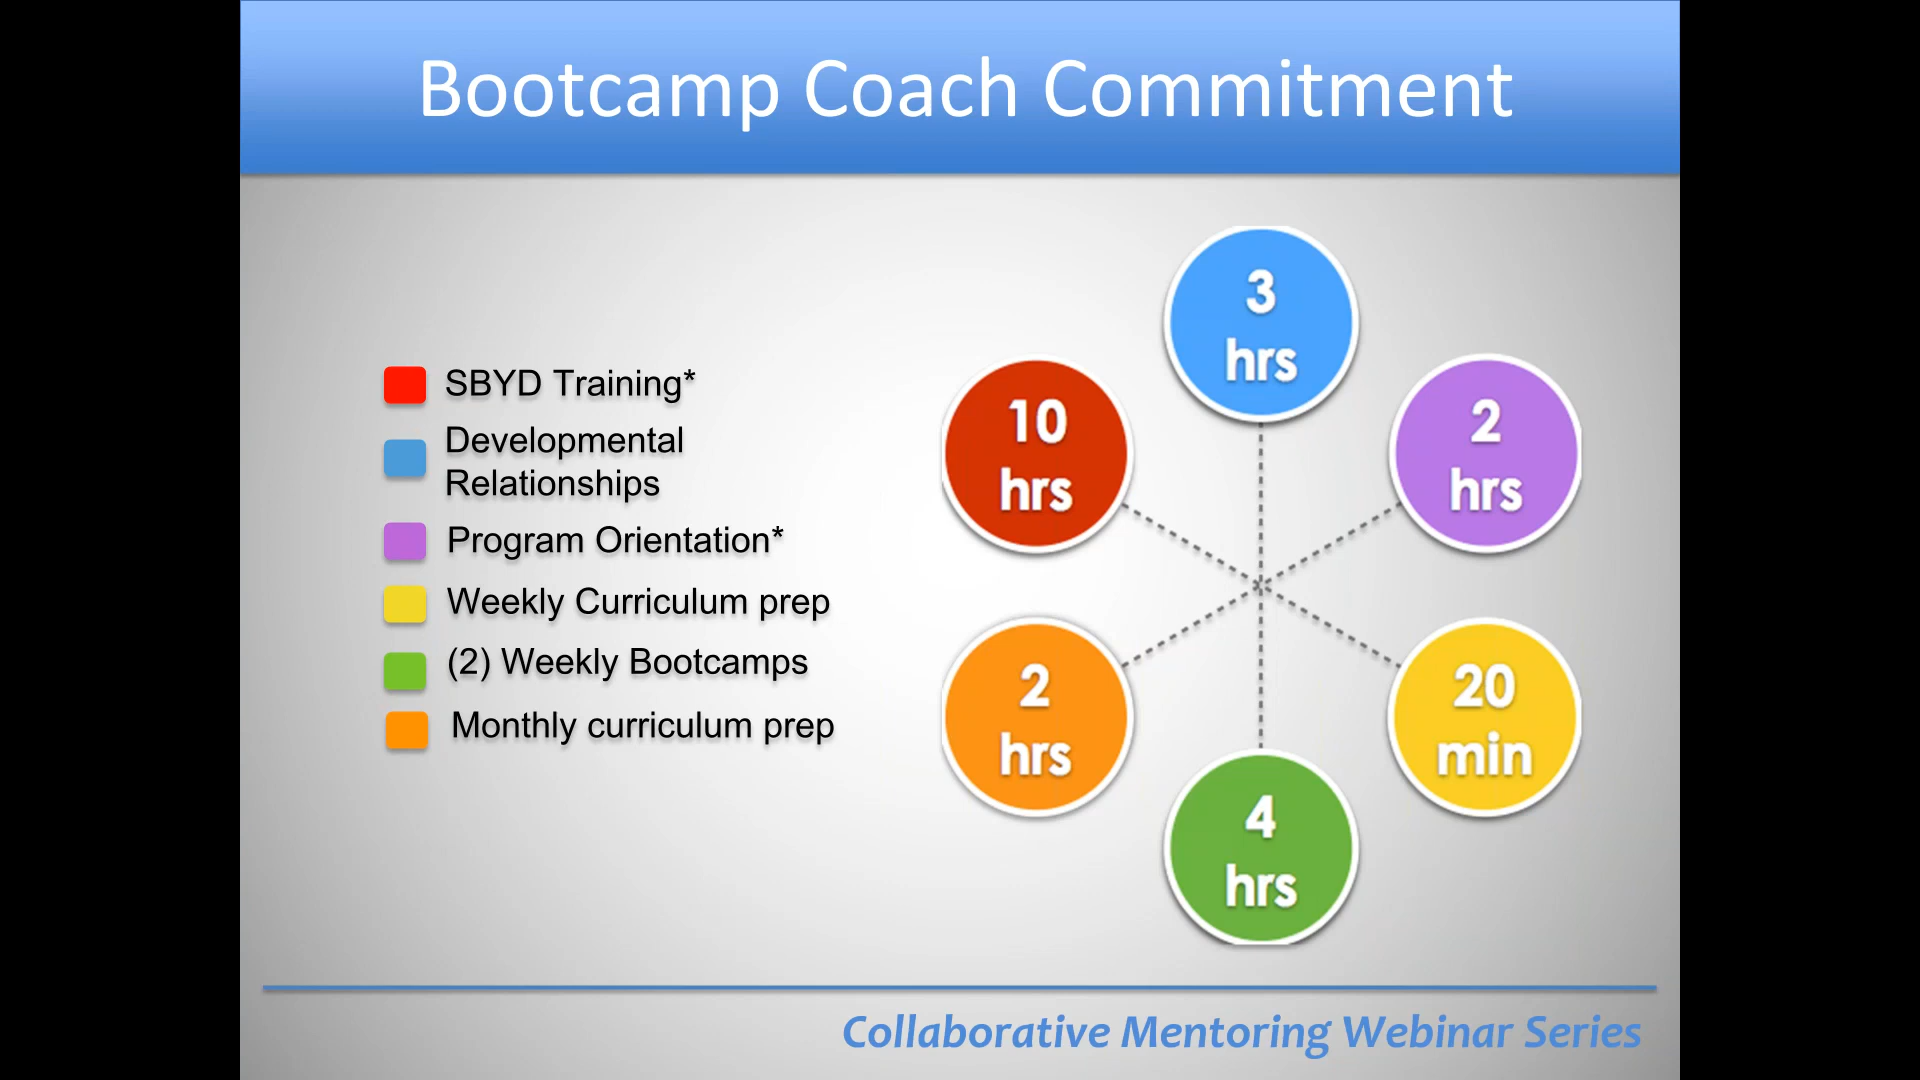 Bootcamp Coach Commitment
SBYD Training*
Developmental
Relationships
Program Orientation*
Weekly Curriculum prep
(2) Weekly Bootcamps
Monthly curriculum prep
3
hrs
10
hrs
2
hrs
2
hrs
20
min
4
hrs
Collaborative Mentoring Webinar Series